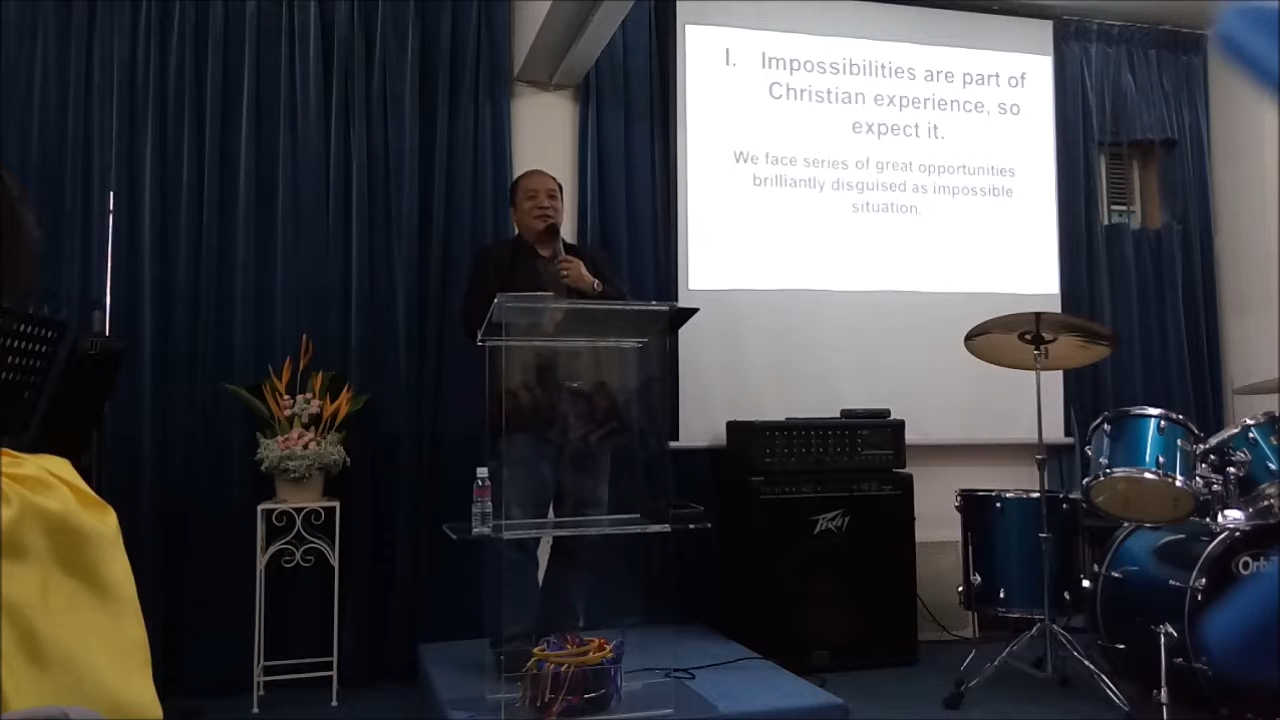 I. Impossibilities are part of
Christian experience, so
expect it.
We face series of great opportunities
brilliantly disguised as impossible
situation.
PEAVEY
Orbit